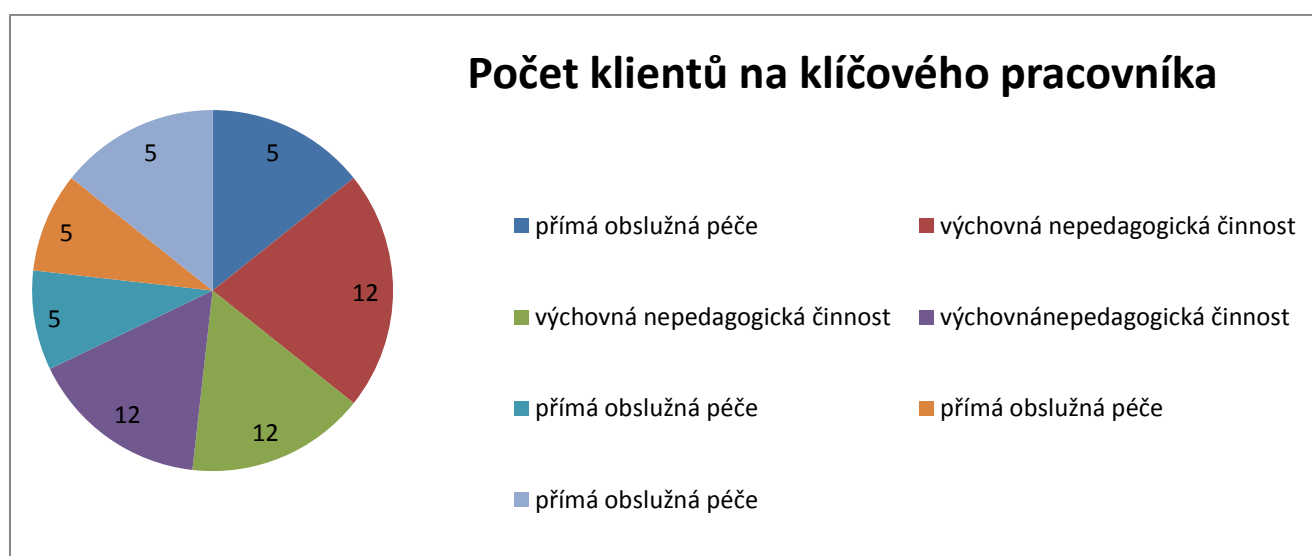 Počet klientů na klíčového pracovníka
5
5
12
12
12
5
5
přímá obslužná péče
výchovná nepedagogická činnost
výchovná nepedagogická činnost
výchovnánepedagogická činnost
přímá obslužná péče
přímá obslužná péče
přímá obslužná péče